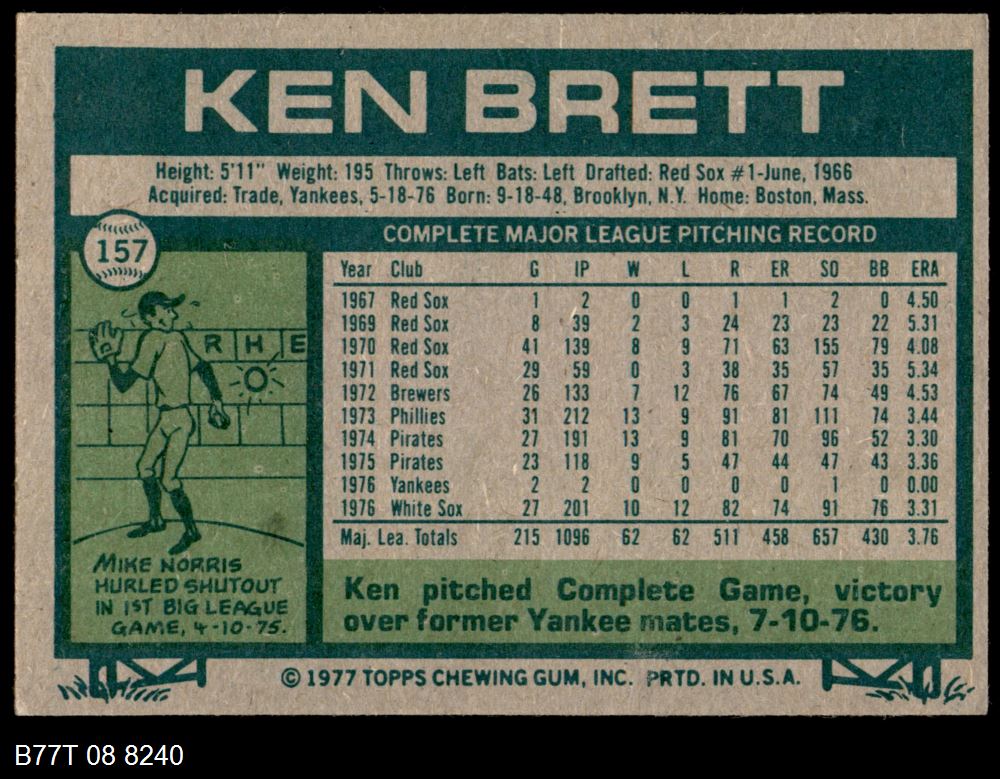 KEN BRETT
Height: 5'11" Weight: 195 Throws: Left Bats: Left Drafted: Red Sox #1-June, 1966
Acquired: Trade, Yankees, 5-18-76 Born: 9-18-48, Brooklyn, N.Y. Home: Boston, Mass.
157
COMPLETE MAJOR LEAGUE PITCHING RECORD
Year Club G IP W L R ER SO BB ERA
1967 Red Sox 1 2 0 0 1 1 2 0 4.50
1969 Red Sox 8 39 2 3 24 23 23 22 5.31
1970 Red Sox 41 139 8 9 71 63 155 79 4.08
1971 Red Sox 29 59 0 3 38 35 57 35 5.34
1972 Brewers 26 133 7 12 76 67 74 49 4.53
1973 Phillies 31 212 13 9 91 81 111 74 3.44
1974 Pirates 27 191 13 9 81 70 96 52 3.30
1975 Pirates 23 118 9 5 47 44 47 43 3.36
1976 Yankees 2 2 0 0 0 0 1 0 0.00
1976 White Sox 27 201 10 12 82 74 91 76 3.31
Maj. Lea. Totals 215 1096 62 62 511 458 657 430 3.76
R H E
O
MIKE NORRIS
HURLED SHUTOUT
IN 1ST BIG LEAGUE
GAME, 4-10-75.
Ken pitched Complete Game, victory
over former Yankee mates, 7-10-76.
© 1977 TOPPS CHEWING GUM, INC. PRTD. IN U.S.A.
B77T 08 8240